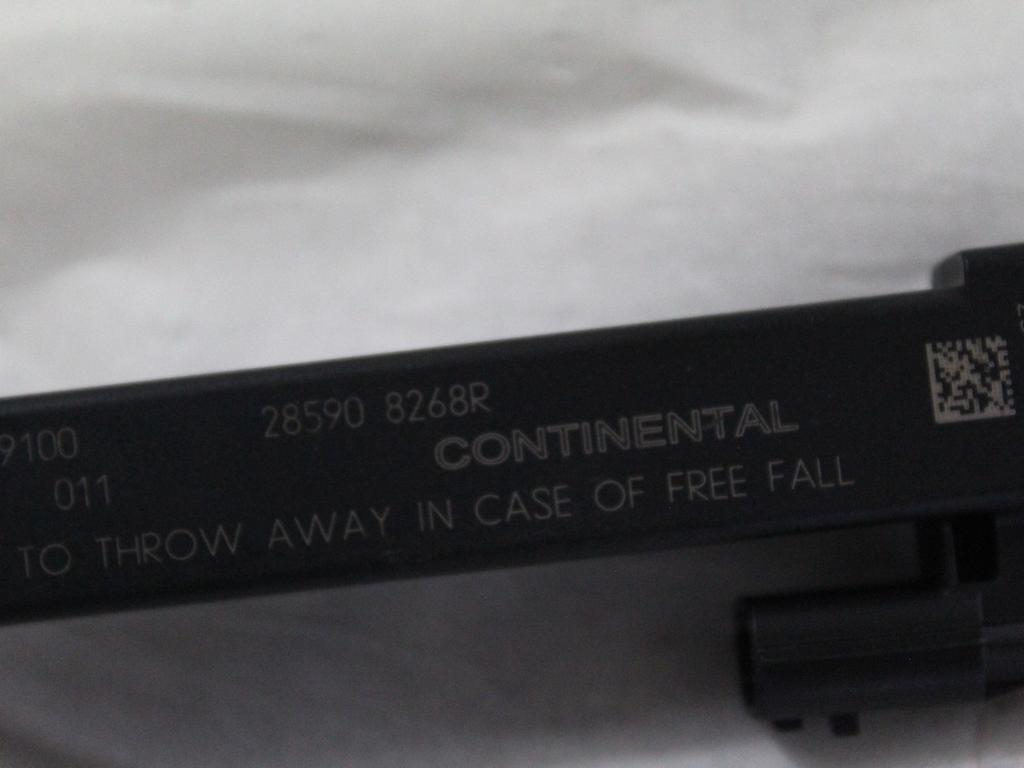 9100 28590 8268R
011 CONTINENTAL
TO THROW AWAY IN CASE OF FREE FALL